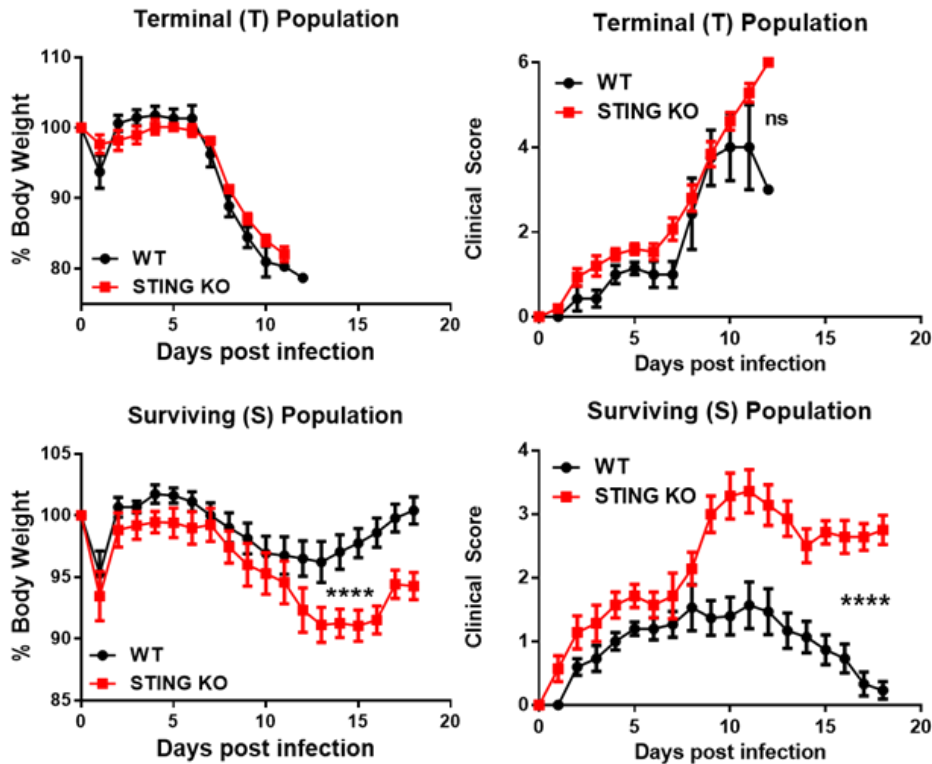 Terminal (T) Population
110
100
90
80
% Body Weight
WT
STING KO
0
5
10
15
20
Days post infection
Terminal (T) Population
6
4
2
0
Clinical Score
WT
STING KO
ns
0
5
10
15
20
Days post infection
Surviving (S) Population
105
100
95
90
85
% Body Weight
****
WT
STING KO
0
5
10
15
20
Days post infection
Surviving (S) Population
4
3
2
1
0
Clinical Score
WT
STING KO
****
0
5
10
15
20
Days post infection